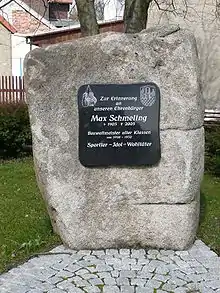 Zur Erinnerung
an
unseren Ehrenbürger
Max Schmeling
* 1905 † 2005
Boxweltmeister aller Klassen
von 1930 - 1932
Sportler - Idol - Wohltäter